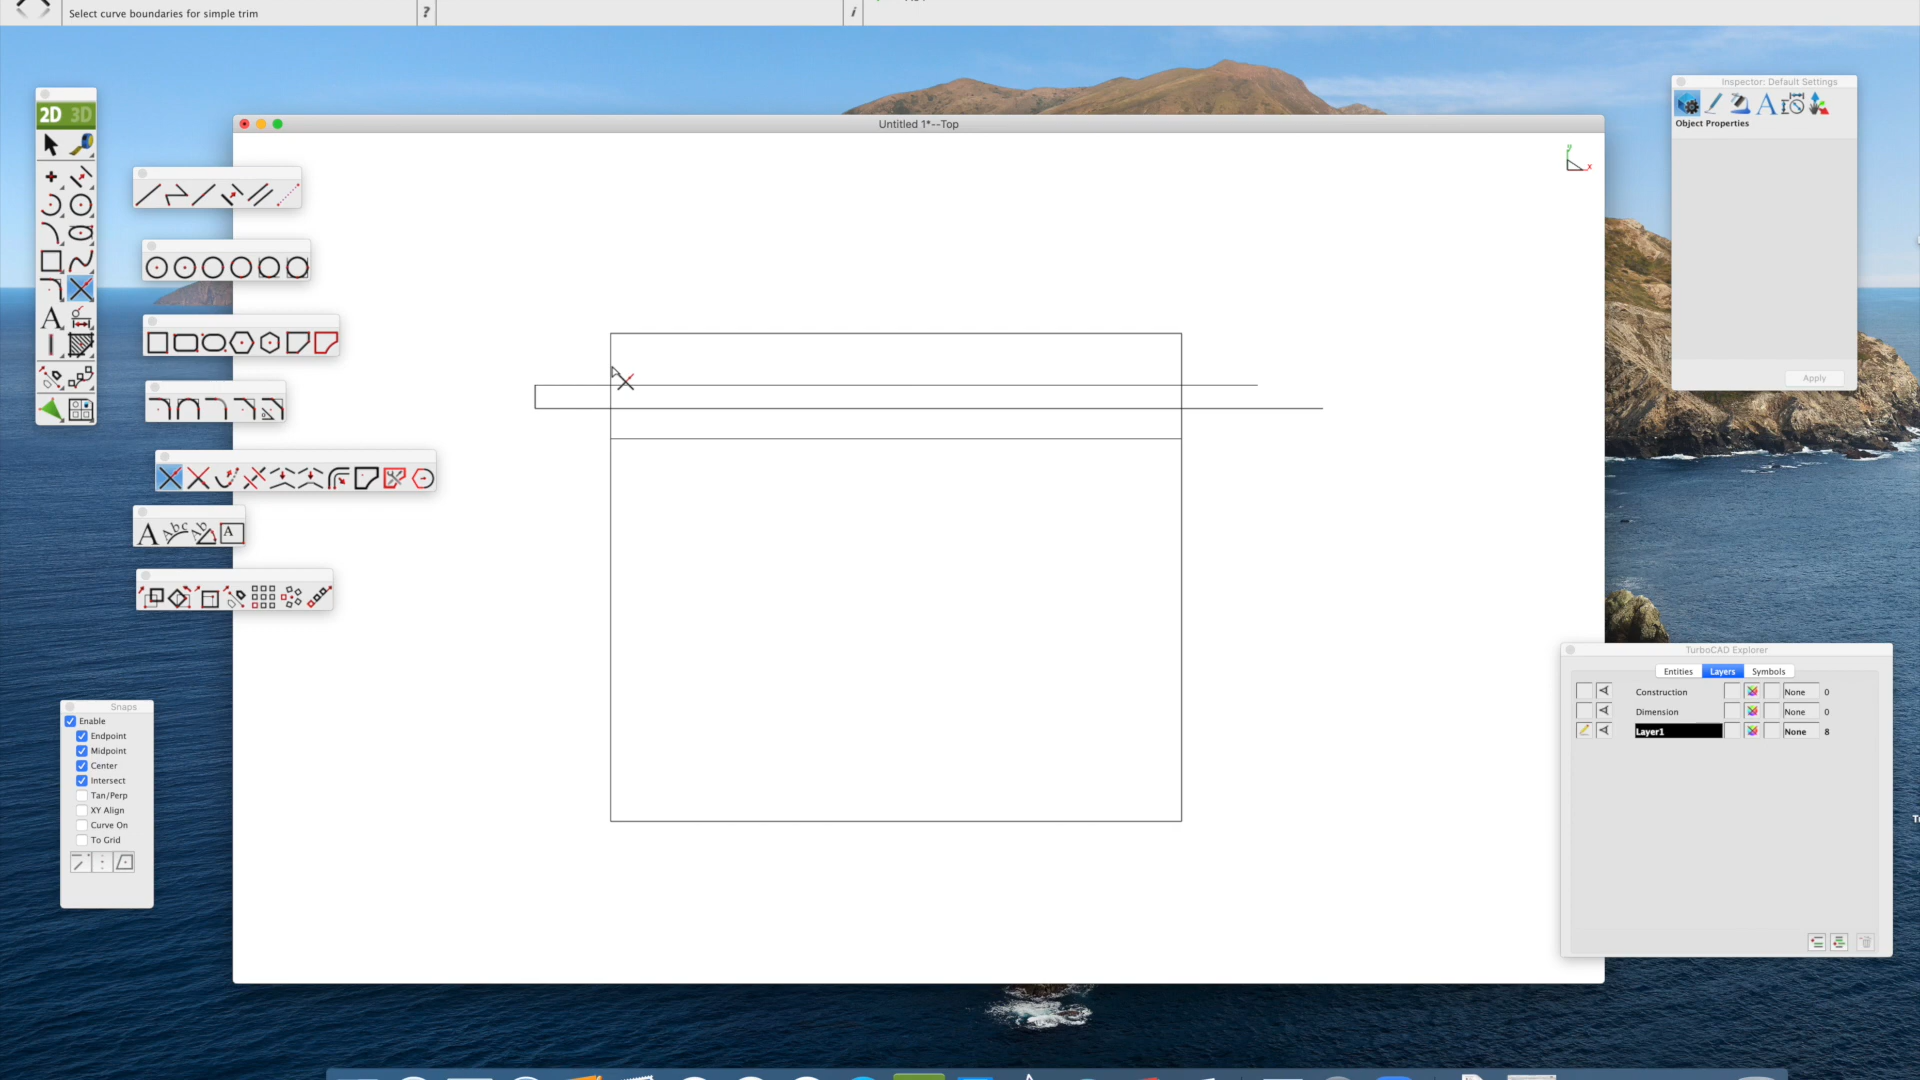 Select curve boundaries for simple trim
?
i
Inspector: Default Settings
2D 3D
A
Object Properties
Untitled 1*--Top
y
x
A
Apply
A Abc Ab A
TurboCAD Explorer
Entities Layers Symbols
Construction None 0
Dimension None 0
Layer1 None 8
Snaps
Enable
Endpoint
Midpoint
Center
Intersect
Tan/Perp
XY Align
Curve On
To Grid